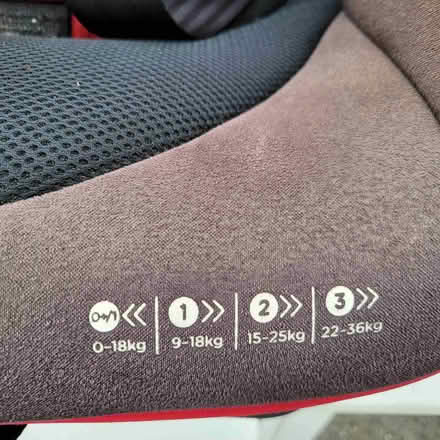 0+/1 << 1 >> 2 >> 3 >>
0-18kg 9-18kg 15-25kg 22-36kg